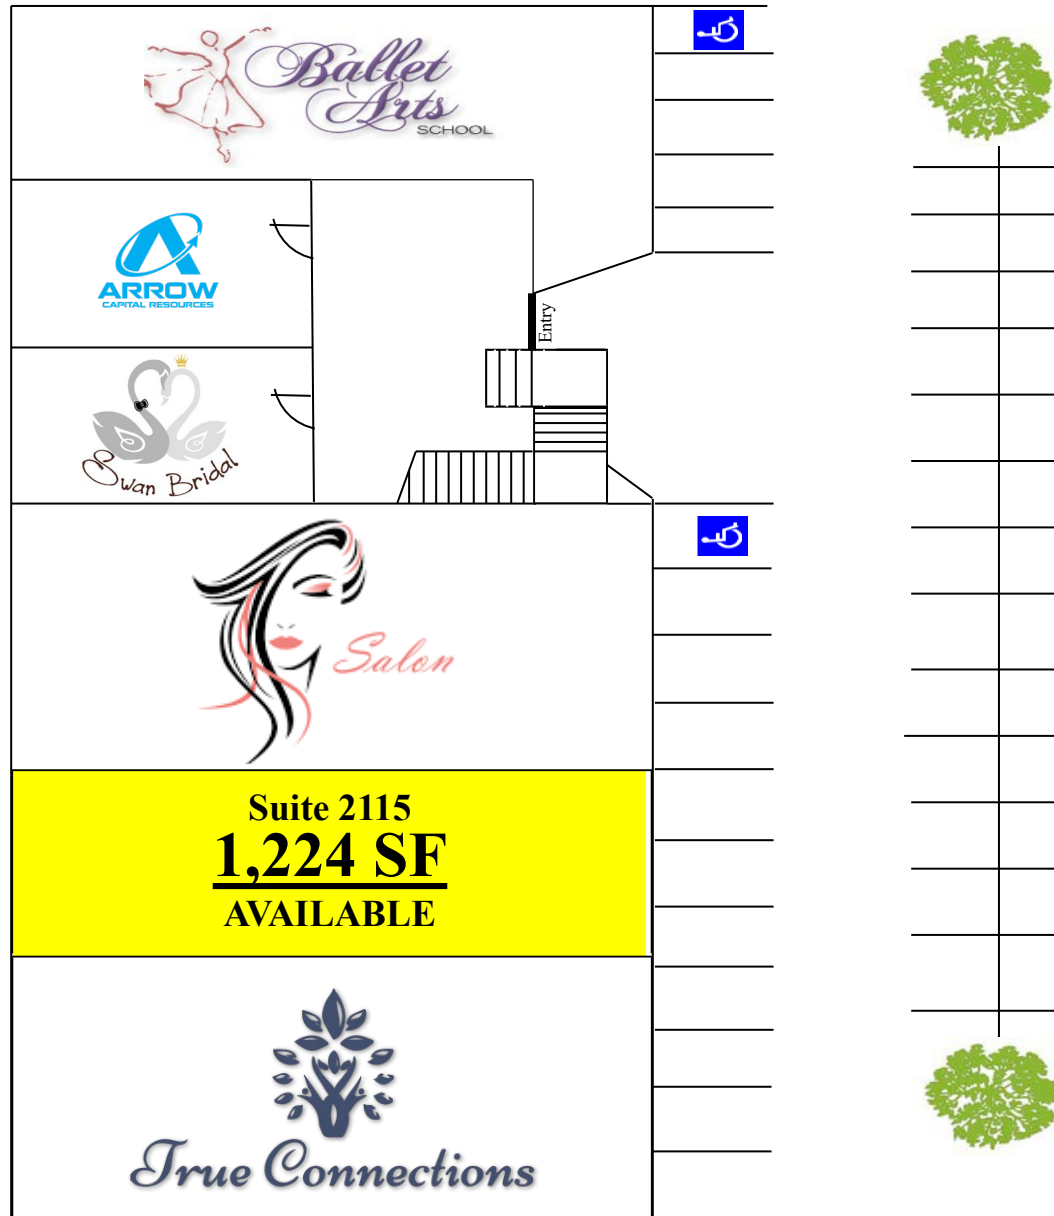 Ballet
Arts
SCHOOL
ARROW
CAPITAL RESOURCES
Entry
Swan Bridal
Salon
Suite 2115
1,224 SF
AVAILABLE
True Connections